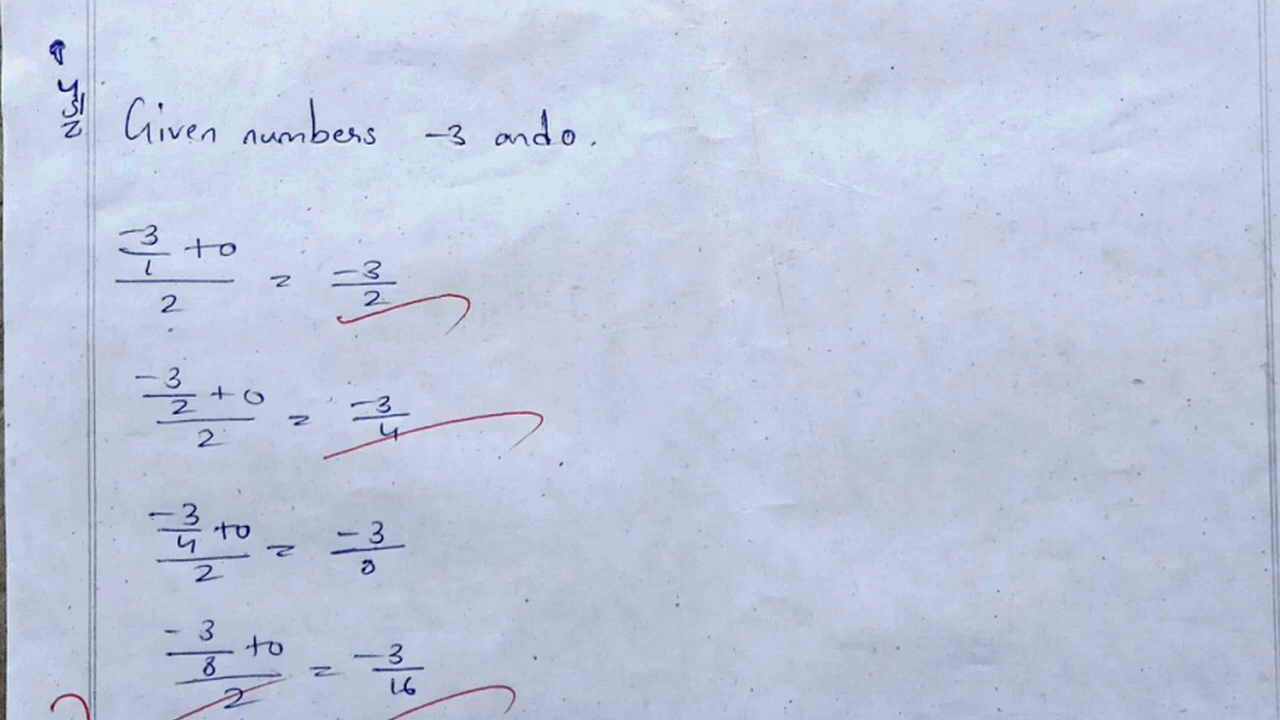 Given numbers -3 and 0.
((-3/1) + 0)/2 = -3/2
((-3/2) + 0)/2 = -3/4
((-3/4) + 0)/2 = -3/0
((-3/8) + 0)/2 = -3/16